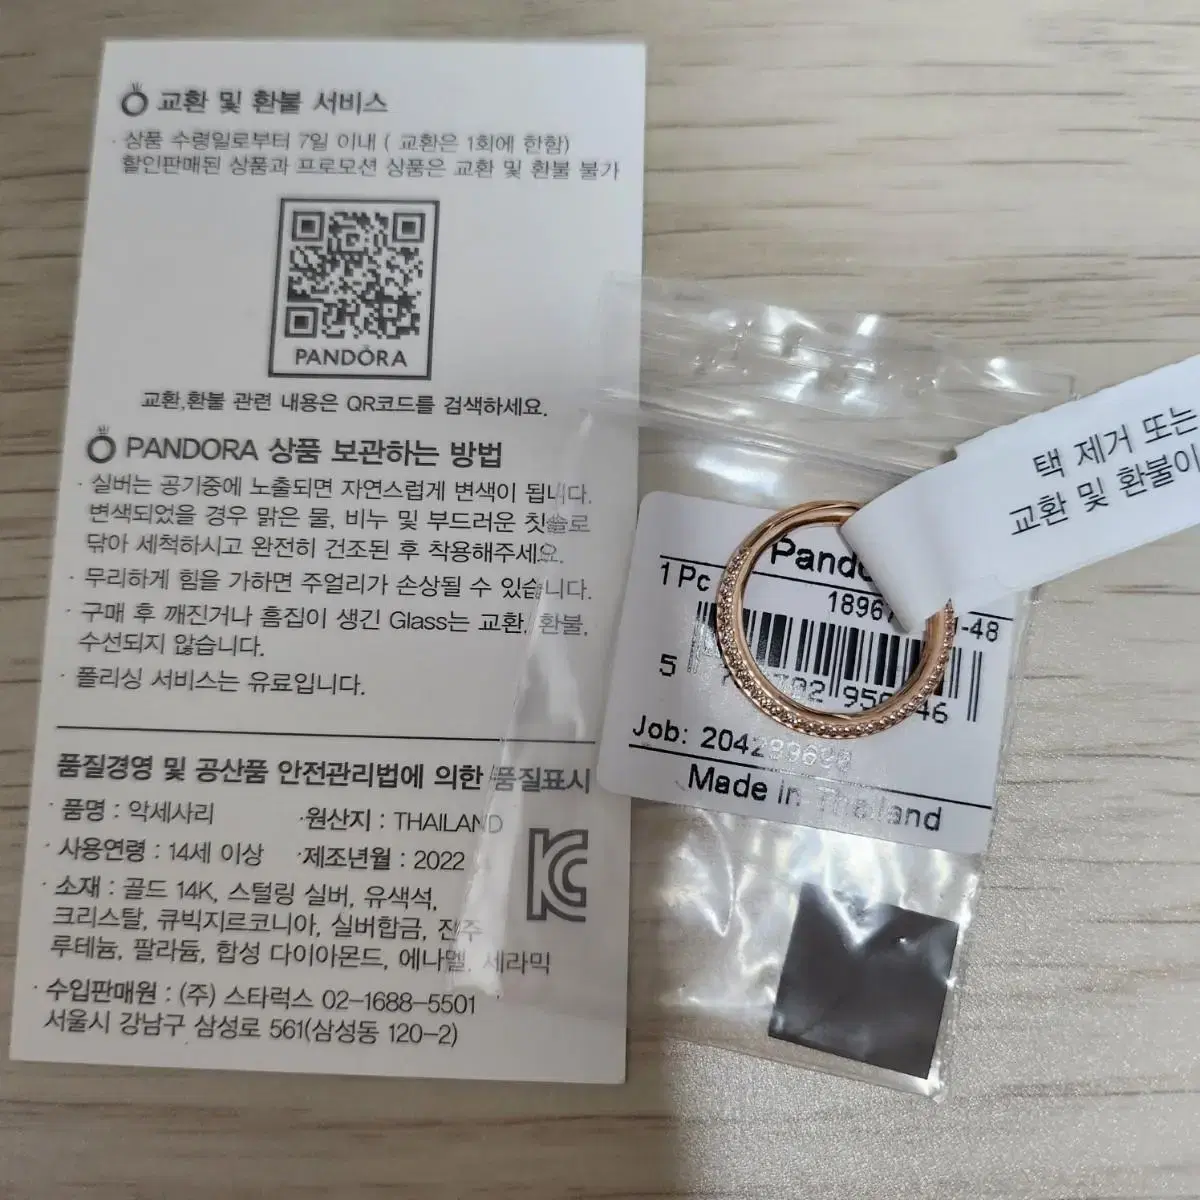 교환 및 환불 서비스
· 상품 수령일로부터 7일 이내 ( 교환은 1회에 한함)
할인판매된 상품과 프로모션 상품은 교환 및 환불 불가
PANDORA
교환,환불 관련 내용은 QR코드를 검색하세요.
PANDORA 상품 보관하는 방법
· 실버는 공기중에 노출되면 자연스럽게 변색이 됩니다.
변색되었을 경우 맑은 물, 비누 및 부드러운 칫솔로
닦아 세척하시고 완전히 건조된 후 착용해주세요.
· 무리하게 힘을 가하면 주얼리가 손상될 수 있습니다.
· 구매 후 깨진거나 흠집이 생긴 Glass는 교환, 환불,
수선되지 않습니다.
· 폴리싱 서비스는 유료입니다.
품질경영 및 공산품 안전관리법에 의한 품질표시
· 품명 : 악세사리 · 원산지 : THAILAND
· 사용연령 : 14세 이상 · 제조년월 : 2022
· 소재 : 골드 14K, 스털링 실버, 유색석,
크리스탈, 큐빅지르코니아, 실버합금, 진주
루테늄, 팔라듐, 합성 다이아몬드, 에나멜, 세라믹
· 수입판매원 : (주) 스타럭스 02-1688-5501
서울시 강남구 삼성로 561(삼성동 120-2)
택 제거 또는
교환 및 환불이
1 Pc
-48
5
46
Job: 204299620
Made in Thailand